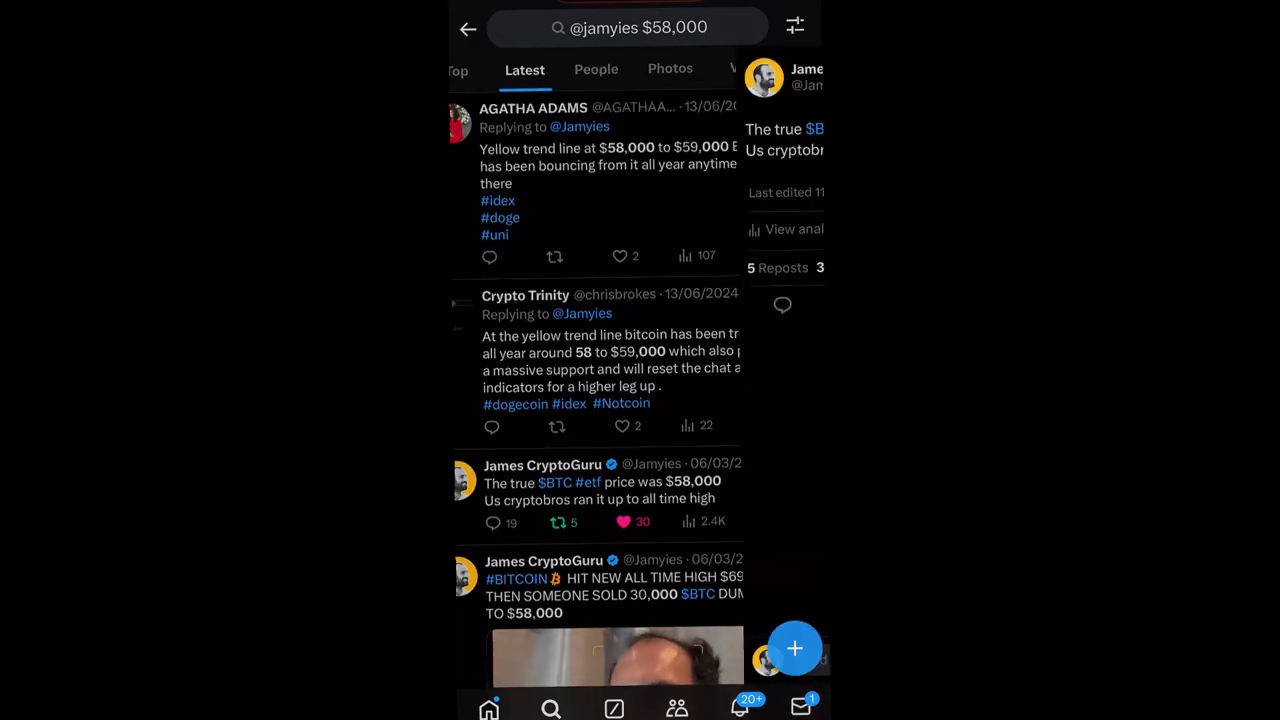 @jamyies $58,000
Top
Latest
People
Photos
AGATHA ADAMS @AGATHAA... · 13/06/20
Replying to @Jamyies
Yellow trend line at $58,000 to $59,000 B
has been bouncing from it all year anytime
there
#idex
#doge
#uni
2
107
Crypto Trinity @chrisbrokes · 13/06/2024
Replying to @Jamyies
At the yellow trend line bitcoin has been tr
all year around 58 to $59,000 which also p
a massive support and will reset the chat a
indicators for a higher leg up .
#dogecoin #idex #Notcoin
2
22
James CryptoGuru @Jamyies · 06/03/2
The true $BTC #etf price was $58,000
Us cryptobros ran it up to all time high
19
5
30
2.4K
James CryptoGuru @Jamyies · 06/03/2
#BITCOIN HIT NEW ALL TIME HIGH $69
THEN SOMEONE SOLD 30,000 $BTC DUM
TO $58,000
Jame
@Jam
The true $B
Us cryptobr
Last edited 11
View anal
5 Reposts 3
20+
1